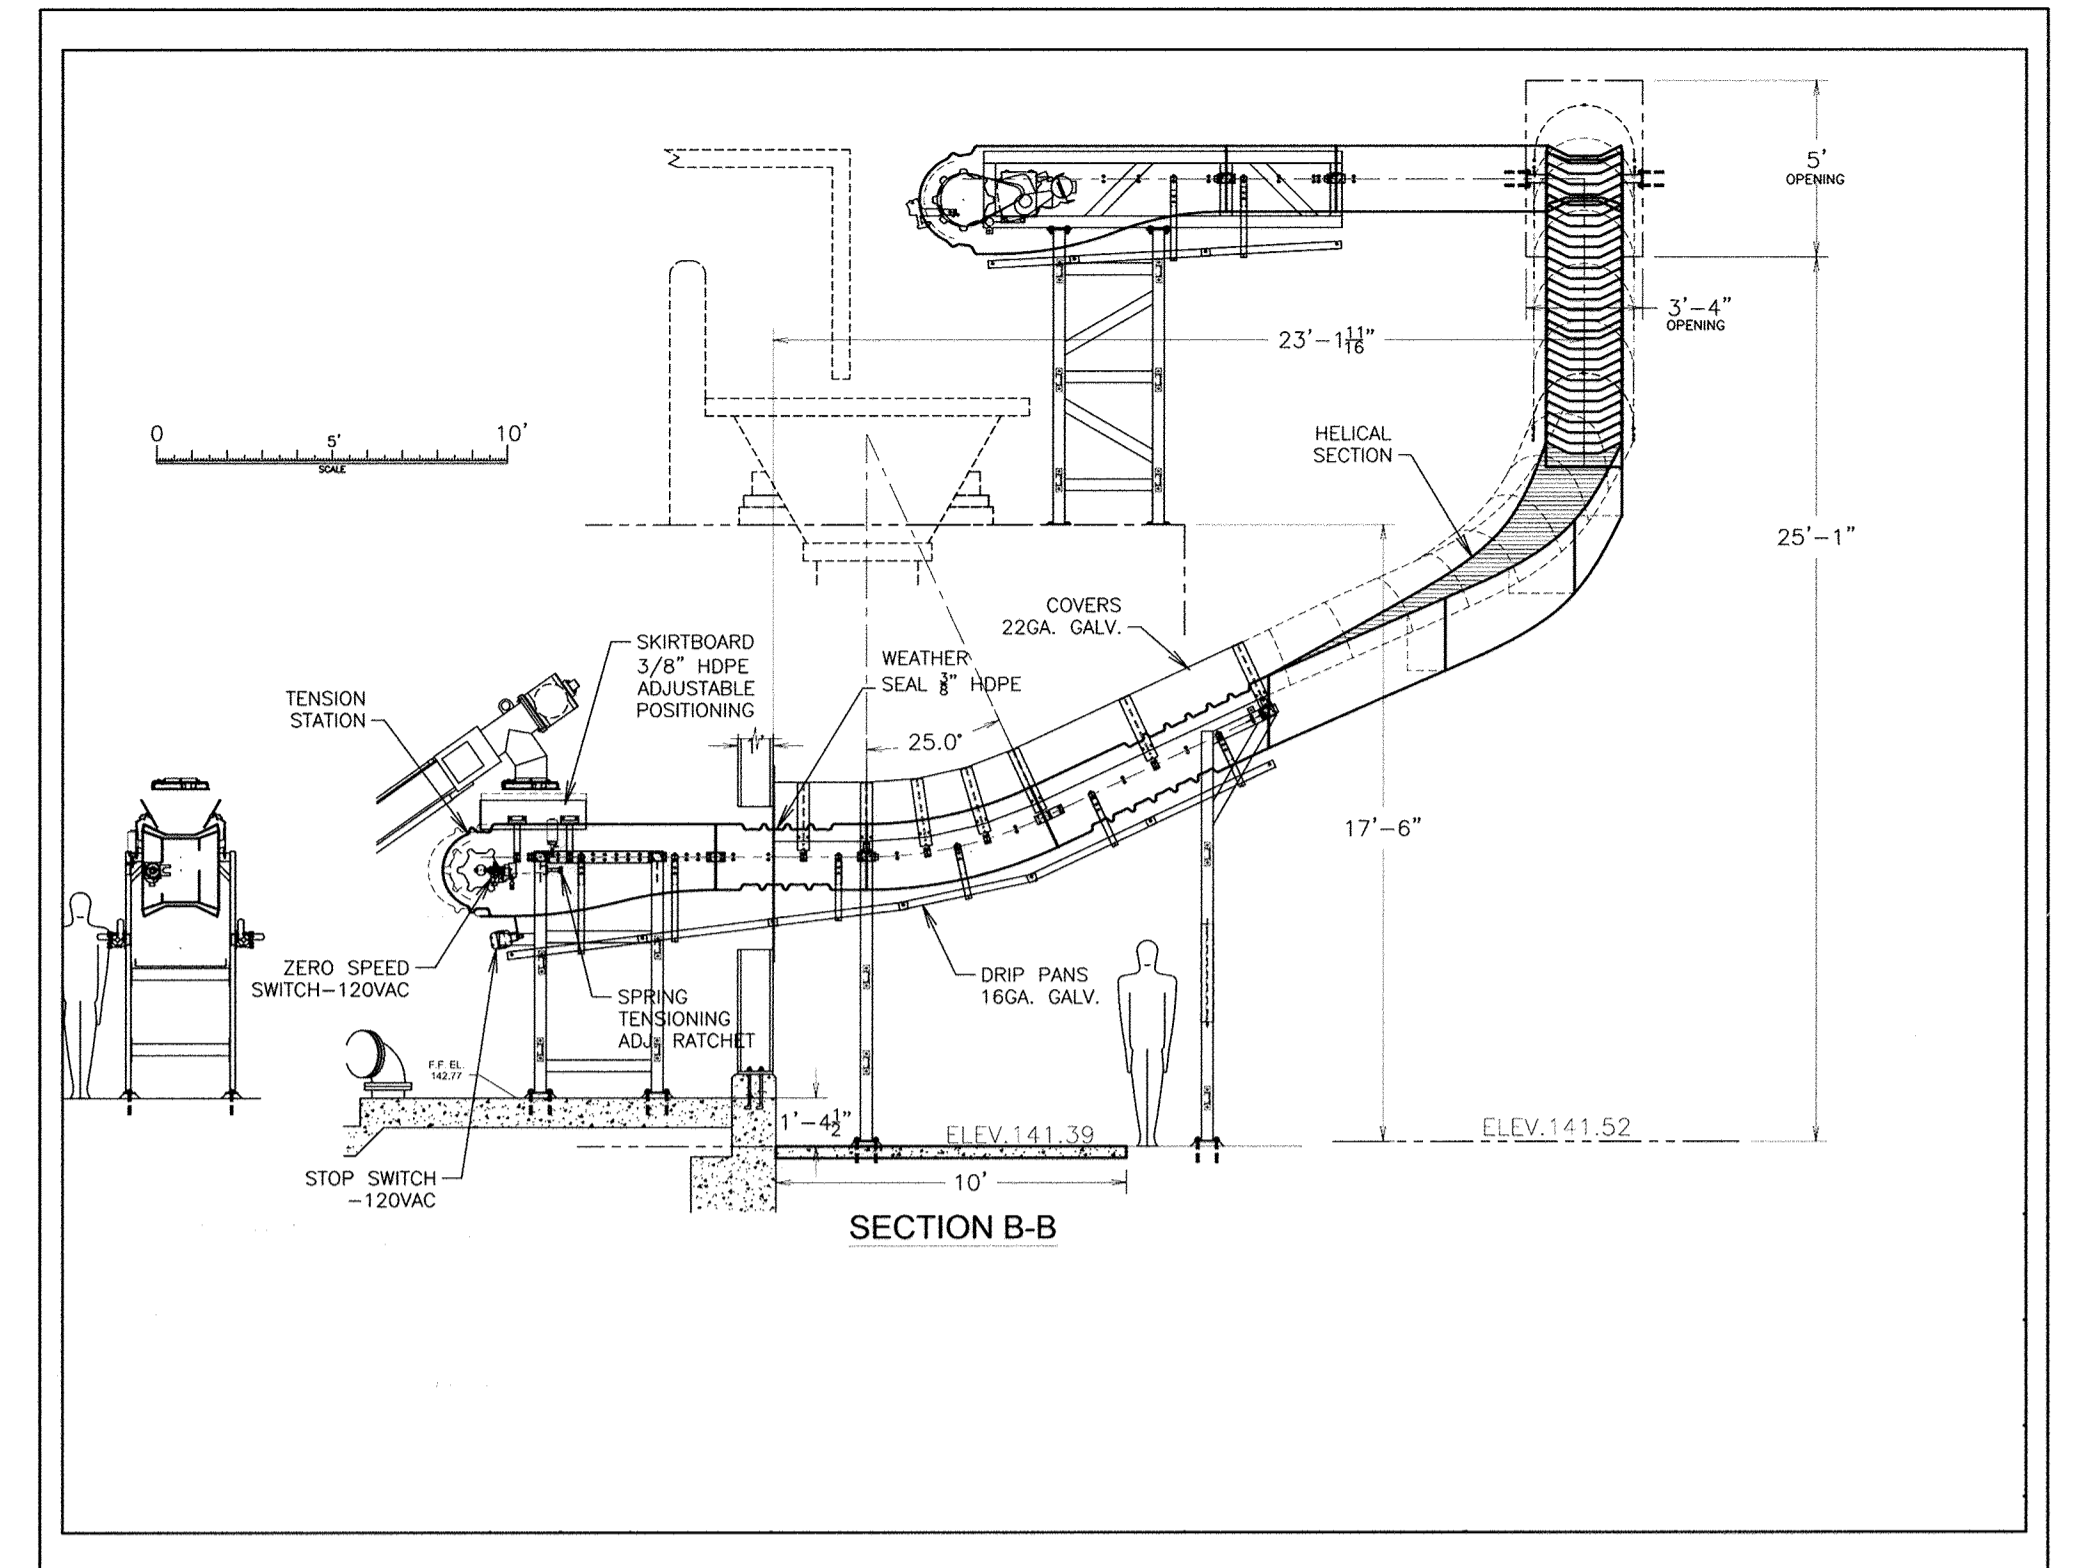 5'
OPENING
3'-4"
OPENING
23'-1 11/16"
0 5' 10'
SCALE
HELICAL
SECTION
25'-1"
COVERS
22GA. GALV.
SKIRTBOARD
3/8" HDPE
ADJUSTABLE
POSITIONING
WEATHER
SEAL 3/8" HDPE
TENSION
STATION
1'
25.0°
17'-6"
ZERO SPEED
SWITCH-120VAC
SPRING
TENSIONING
ADJ. RATCHET
DRIP PANS
16GA. GALV.
F.F. EL.
142.77
1'-4 1/2"
ELEV.141.39
ELEV.141.52
STOP SWITCH
-120VAC
10'
SECTION B-B